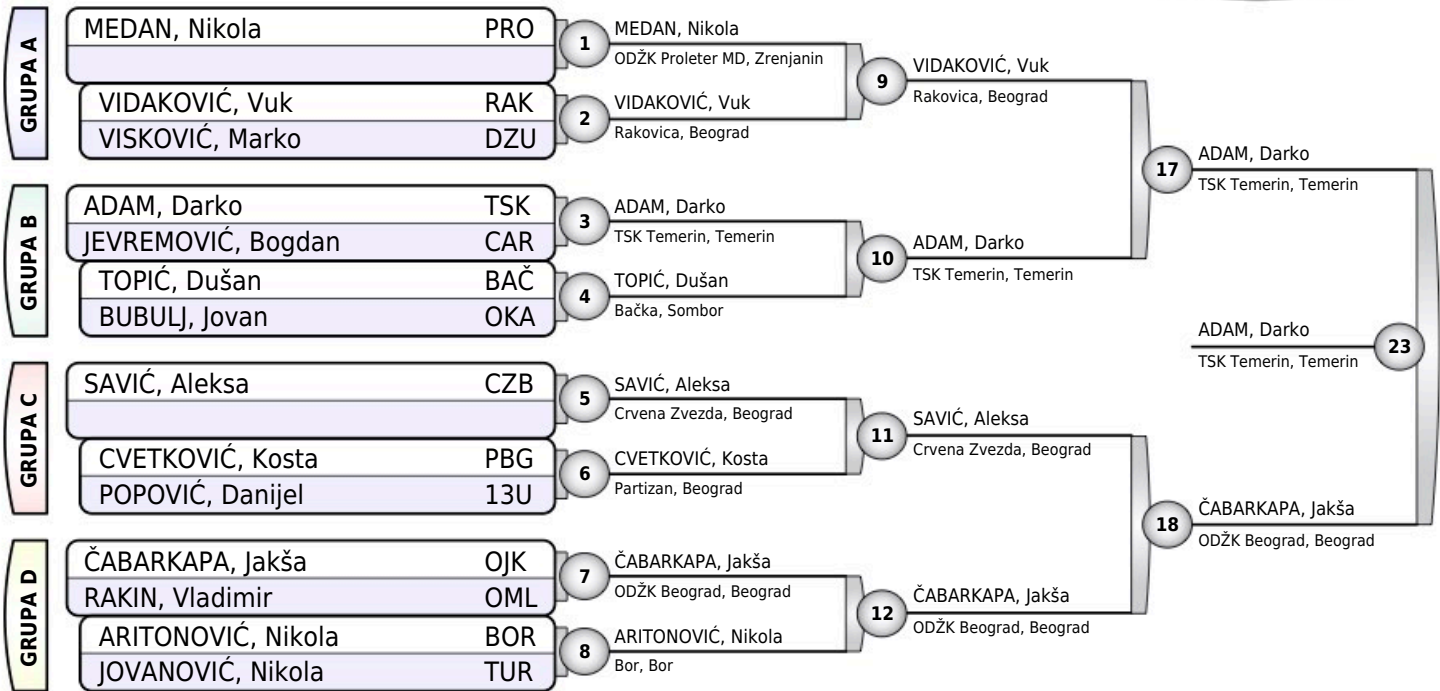 GRUPA A
MEDAN, Nikola PRO
VIDAKOVIĆ, Vuk RAK
VISKOVIĆ, Marko DZU
GRUPA B
ADAM, Darko TSK
JEVREMOVIĆ, Bogdan CAR
TOPIĆ, Dušan BAČ
BUBULJ, Jovan OKA
GRUPA C
SAVIĆ, Aleksa CZB
CVETKOVIĆ, Kosta PBG
POPOVIĆ, Danijel 13U
GRUPA D
ČABARKAPA, Jakša OJK
RAKIN, Vladimir OML
ARITONOVIĆ, Nikola BOR
JOVANOVIĆ, Nikola TUR
1 MEDAN, Nikola
ODŽK Proleter MD, Zrenjanin
2 VIDAKOVIĆ, Vuk
Rakovica, Beograd
3 ADAM, Darko
TSK Temerin, Temerin
4 TOPIĆ, Dušan
Bačka, Sombor
5 SAVIĆ, Aleksa
Crvena Zvezda, Beograd
6 CVETKOVIĆ, Kosta
Partizan, Beograd
7 ČABARKAPA, Jakša
ODŽK Beograd, Beograd
8 ARITONOVIĆ, Nikola
Bor, Bor
9 VIDAKOVIĆ, Vuk
Rakovica, Beograd
10 ADAM, Darko
TSK Temerin, Temerin
11 SAVIĆ, Aleksa
Crvena Zvezda, Beograd
12 ČABARKAPA, Jakša
ODŽK Beograd, Beograd
17 ADAM, Darko
TSK Temerin, Temerin
18 ČABARKAPA, Jakša
ODŽK Beograd, Beograd
ADAM, Darko 23
TSK Temerin, Temerin